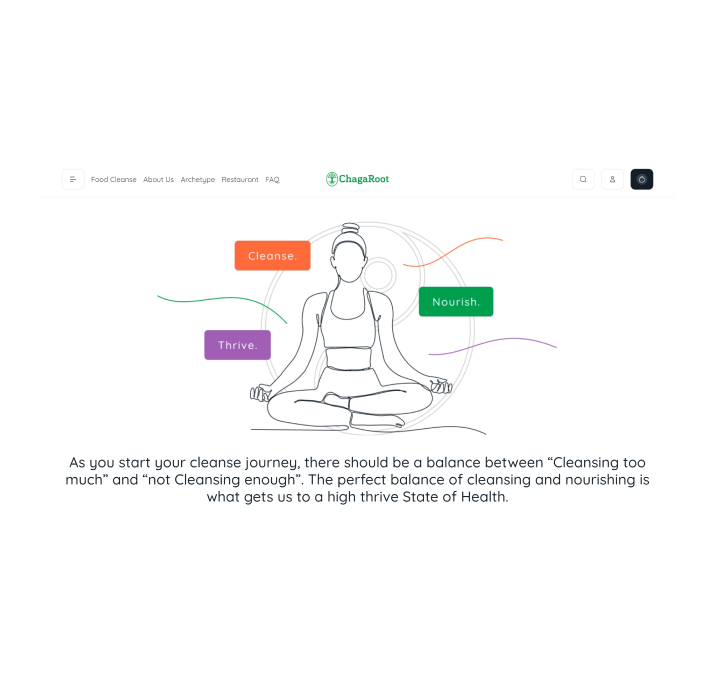 Food Cleanse About Us Archetype Restaurant FAQ
ChagaRoot
Cleanse.
Nourish.
Thrive.
As you start your cleanse journey, there should be a balance between “Cleansing too
much” and “not Cleansing enough”. The perfect balance of cleansing and nourishing is
what gets us to a high thrive State of Health.